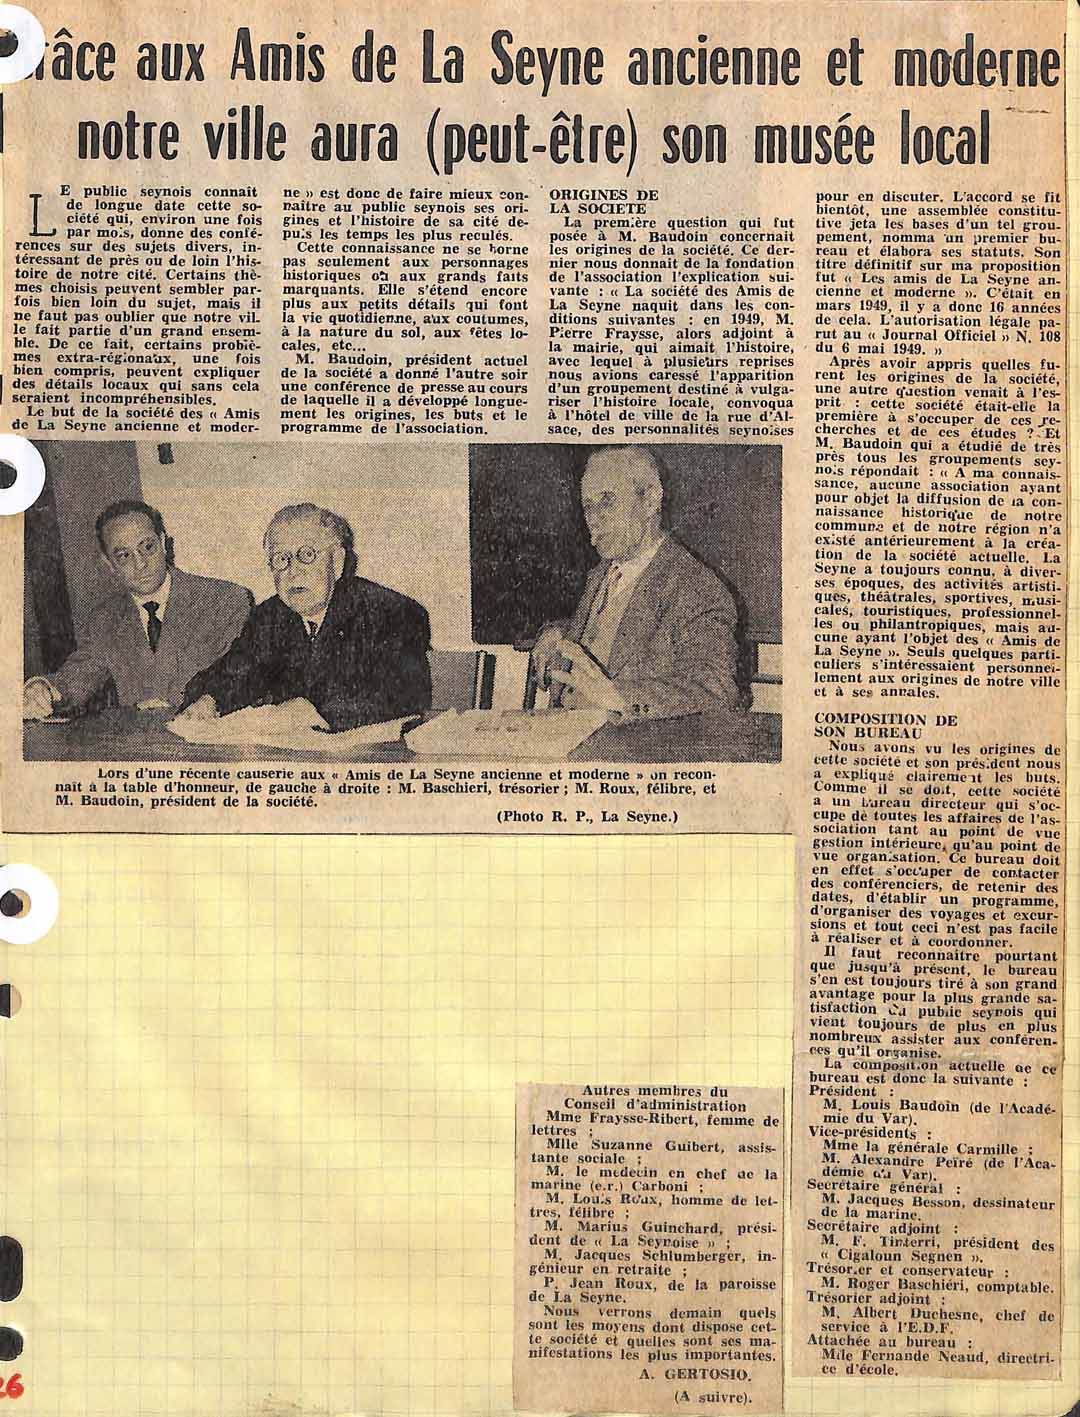 râce aux Amis de La Seyne ancienne et moderne
notre ville aura (peut-être) son musée local
LE public seynois connaît
de longue date cette so-
ciété qui, environ une fois
par mois, donne des confé-
rences sur des sujets divers, in-
téressant de près ou de loin l'his-
toire de notre cité. Certains thè-
mes choisis peuvent sembler par-
fois bien loin du sujet, mais il
ne faut pas oublier que notre vil-
le fait partie d'un grand ensem-
ble. De ce fait, certains problè-
mes extra-régionaux, une fois
bien compris, peuvent expliquer
des détails locaux qui sans cela
seraient incompréhensibles.
Le but de la société des « Amis
de La Seyne ancienne et moder-
ne » est donc de faire mieux con-
naître au public seynois ses ori-
gines et l'histoire de sa cité de-
puis les temps les plus reculés.
Cette connaissance ne se borne
pas seulement aux personnages
historiques ou aux grands faits
marquants. Elle s'étend encore
plus aux petits détails qui font
la vie quotidienne, aux coutumes,
à la nature du sol, aux fêtes lo-
cales, etc...
M. Baudoin, président actuel
de la société a donné l'autre soir
une conférence de presse au cours
de laquelle il a développé longue-
ment les origines, les buts et le
programme de l'association.
ORIGINES DE
LA SOCIETE
La première question qui fut
posée à M. Baudoin concernait
les origines de la société. Ce der-
nier nous donnait de la fondation
de l'association l'explication sui-
vante : « La société des Amis de
La Seyne naquit dans les con-
ditions suivantes : en 1949, M.
Pierre Fraysse, alors adjoint à
la mairie, qui aimait l'histoire,
avec lequel à plusieurs reprises
nous avions caressé l'apparition
d'un groupement destiné à vulga-
riser l'histoire locale, convoqua
à l'hôtel de ville de la rue d'Al-
sace, des personnalités seynoises
pour en discuter. L'accord se fit
bientôt, une assemblée constitu-
tive jeta les bases d'un tel grou-
pement, nomma un premier bu-
reau et élabora ses statuts. Son
titre définitif sur ma proposition
fut « Les amis de La Seyne an-
cienne et moderne ». C'était en
mars 1949, il y a donc 16 années
de cela. L'autorisation légale pa-
rut au « Journal Officiel » N. 108
du 6 mai 1949. »
Après avoir appris quelles fu-
rent les origines de la société,
une autre question venait à l'es-
prit : cette société était-elle la
première à s'occuper de ces re-
cherches et de ces études ? Et
M. Baudoin qui a étudié de très
près tous les groupements sey-
nois répondait : « A ma connais-
sance, aucune association ayant
pour objet la diffusion de la con-
naissance historique de notre
commune et de notre région n'a
existé antérieurement à la créa-
tion de la société actuelle. La
Seyne a toujours connu, à diver-
ses époques, des activités artisti-
ques, théâtrales, sportives, musi-
cales, touristiques, professionnel-
les ou philantropiques, mais au-
cune ayant l'objet des « Amis de
La Seyne ». Seuls quelques parti-
culiers s'intéressaient personnel-
lement aux origines de notre ville
et à ses annales.
COMPOSITION DE
SON BUREAU
Nous avons vu les origines de
cette société et son président nous
a expliqué clairement les buts.
Comme il se doit, cette société
a un bureau directeur qui s'oc-
cupe de toutes les affaires de l'as-
sociation tant au point de vue
gestion intérieure, qu'au point de
vue organisation. Ce bureau doit
en effet s'occuper de contacter
des conférenciers, de retenir des
dates, d'établir un programme,
d'organiser des voyages et excur-
sions et tout ceci n'est pas facile
à réaliser et à coordonner.
Il faut reconnaitre pourtant
que jusqu'à présent, le bureau
s'en est toujours tiré à son grand
avantage pour la plus grande sa-
tisfaction du public seynois qui
vient toujours de plus en plus
nombreux assister aux conféren-
ces qu'il organise.
La composition actuelle de ce
bureau est donc la suivante :
Président :
M. Louis Baudoin (de l'Acadé-
mie du Var).
Vice-présidents :
Mme la générale Carmille ;
M. Alexandre Peïré (de l'Aca-
démie du Var).
Secrétaire général :
M. Jacques Besson, dessinateur
de la marine.
Secrétaire adjoint :
M. F. Tinterri, président des
« Cigaloun Segnen ».
Trésorier et conservateur :
M. Roger Baschiéri, comptable.
Trésorier adjoint :
M. Albert Duchesne, chef de
service à l'E.D.F.
Attachée au bureau :
Mlle Fernande Neaud, directri-
ce d'école.
Lors d'une récente causerie aux « Amis de La Seyne ancienne et moderne » on recon-
naît à la table d'honneur, de gauche à droite : M. Baschieri, trésorier ; M. Roux, félibre, et
M. Baudoin, président de la société.
(Photo R. P., La Seyne.)
Autres membres du
Conseil d'administration
Mme Fraysse-Ribert, femme de
lettres ;
Mlle Suzanne Guibert, assis-
tante sociale ;
M. le médecin en chef de la
marine (e.r.) Carboni ;
M. Louis Roux, homme de let-
tres, félibre ;
M. Marius Guinchard, prési-
dent de « La Seynoise » ;
M. Jacques Schlumberger, in-
génieur en retraite ;
P. Jean Roux, de la paroisse
de La Seyne.
Nous verrons demain quels
sont les moyens dont dispose cet-
te société et quelles sont ses ma-
nifestations les plus importantes.
A. GERTOSIO.
(A suivre).
26